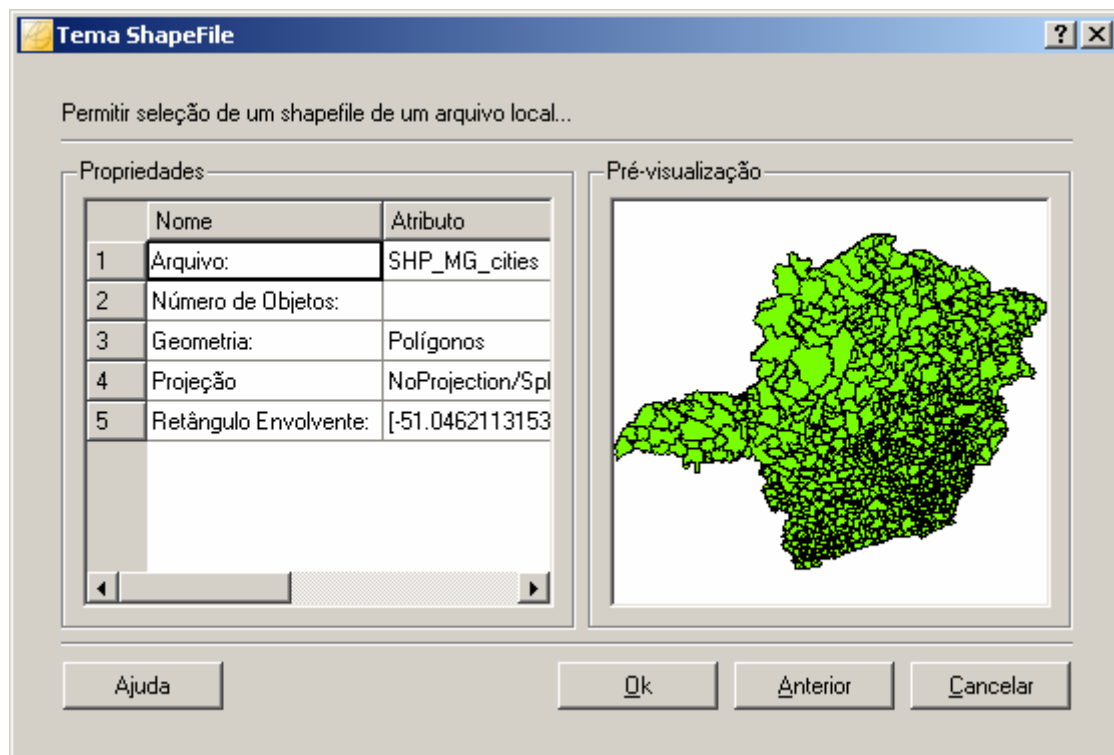 Tema ShapeFile
Permitir seleção de um shapefile de um arquivo local...
Propriedades
Nome Atributo
1 Arquivo: SHP_MG_cities
2 Número de Objetos:
3 Geometria: Polígonos
4 Projeção NoProjection/Spl
5 Retângulo Envolvente: [-51.0462113153
Pré-visualização
Ajuda Ok Anterior Cancelar